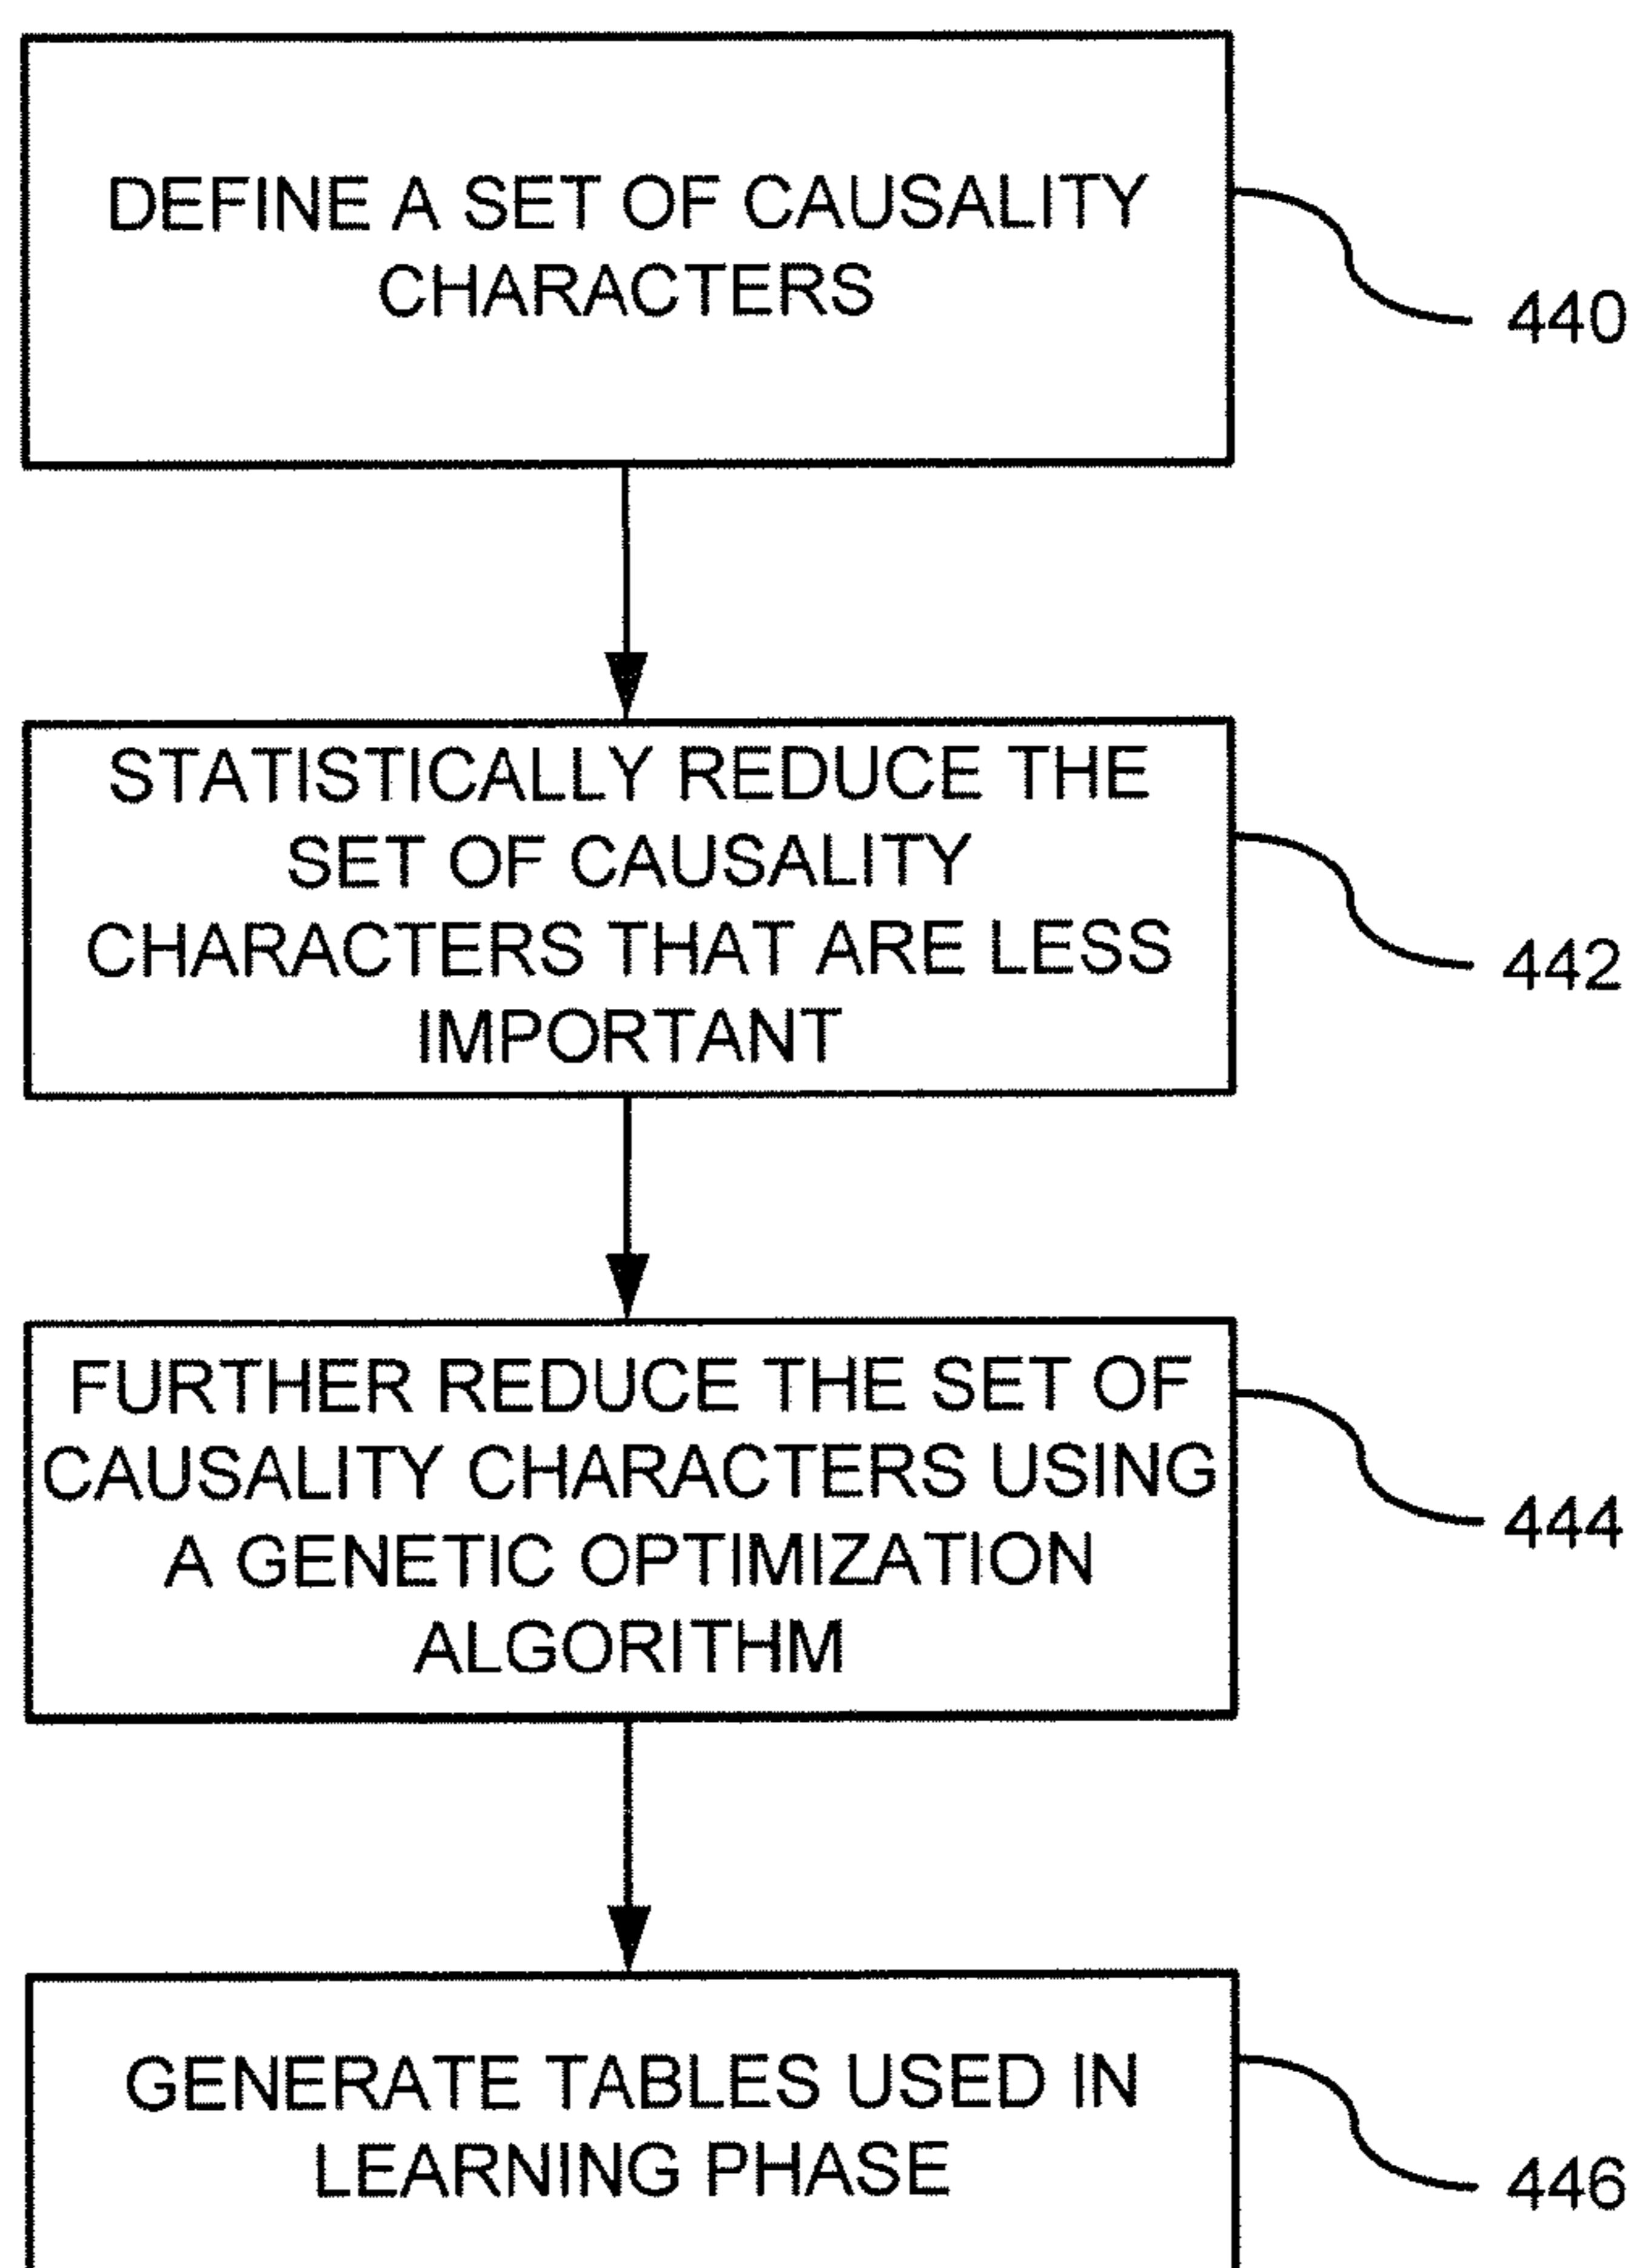 DEFINE A SET OF CAUSALITY
CHARACTERS
440
STATISTICALLY REDUCE THE
SET OF CAUSALITY
CHARACTERS THAT ARE LESS
IMPORTANT
442
FURTHER REDUCE THE SET OF
CAUSALITY CHARACTERS USING
A GENETIC OPTIMIZATION
ALGORITHM
444
GENERATE TABLES USED IN
LEARNING PHASE
446